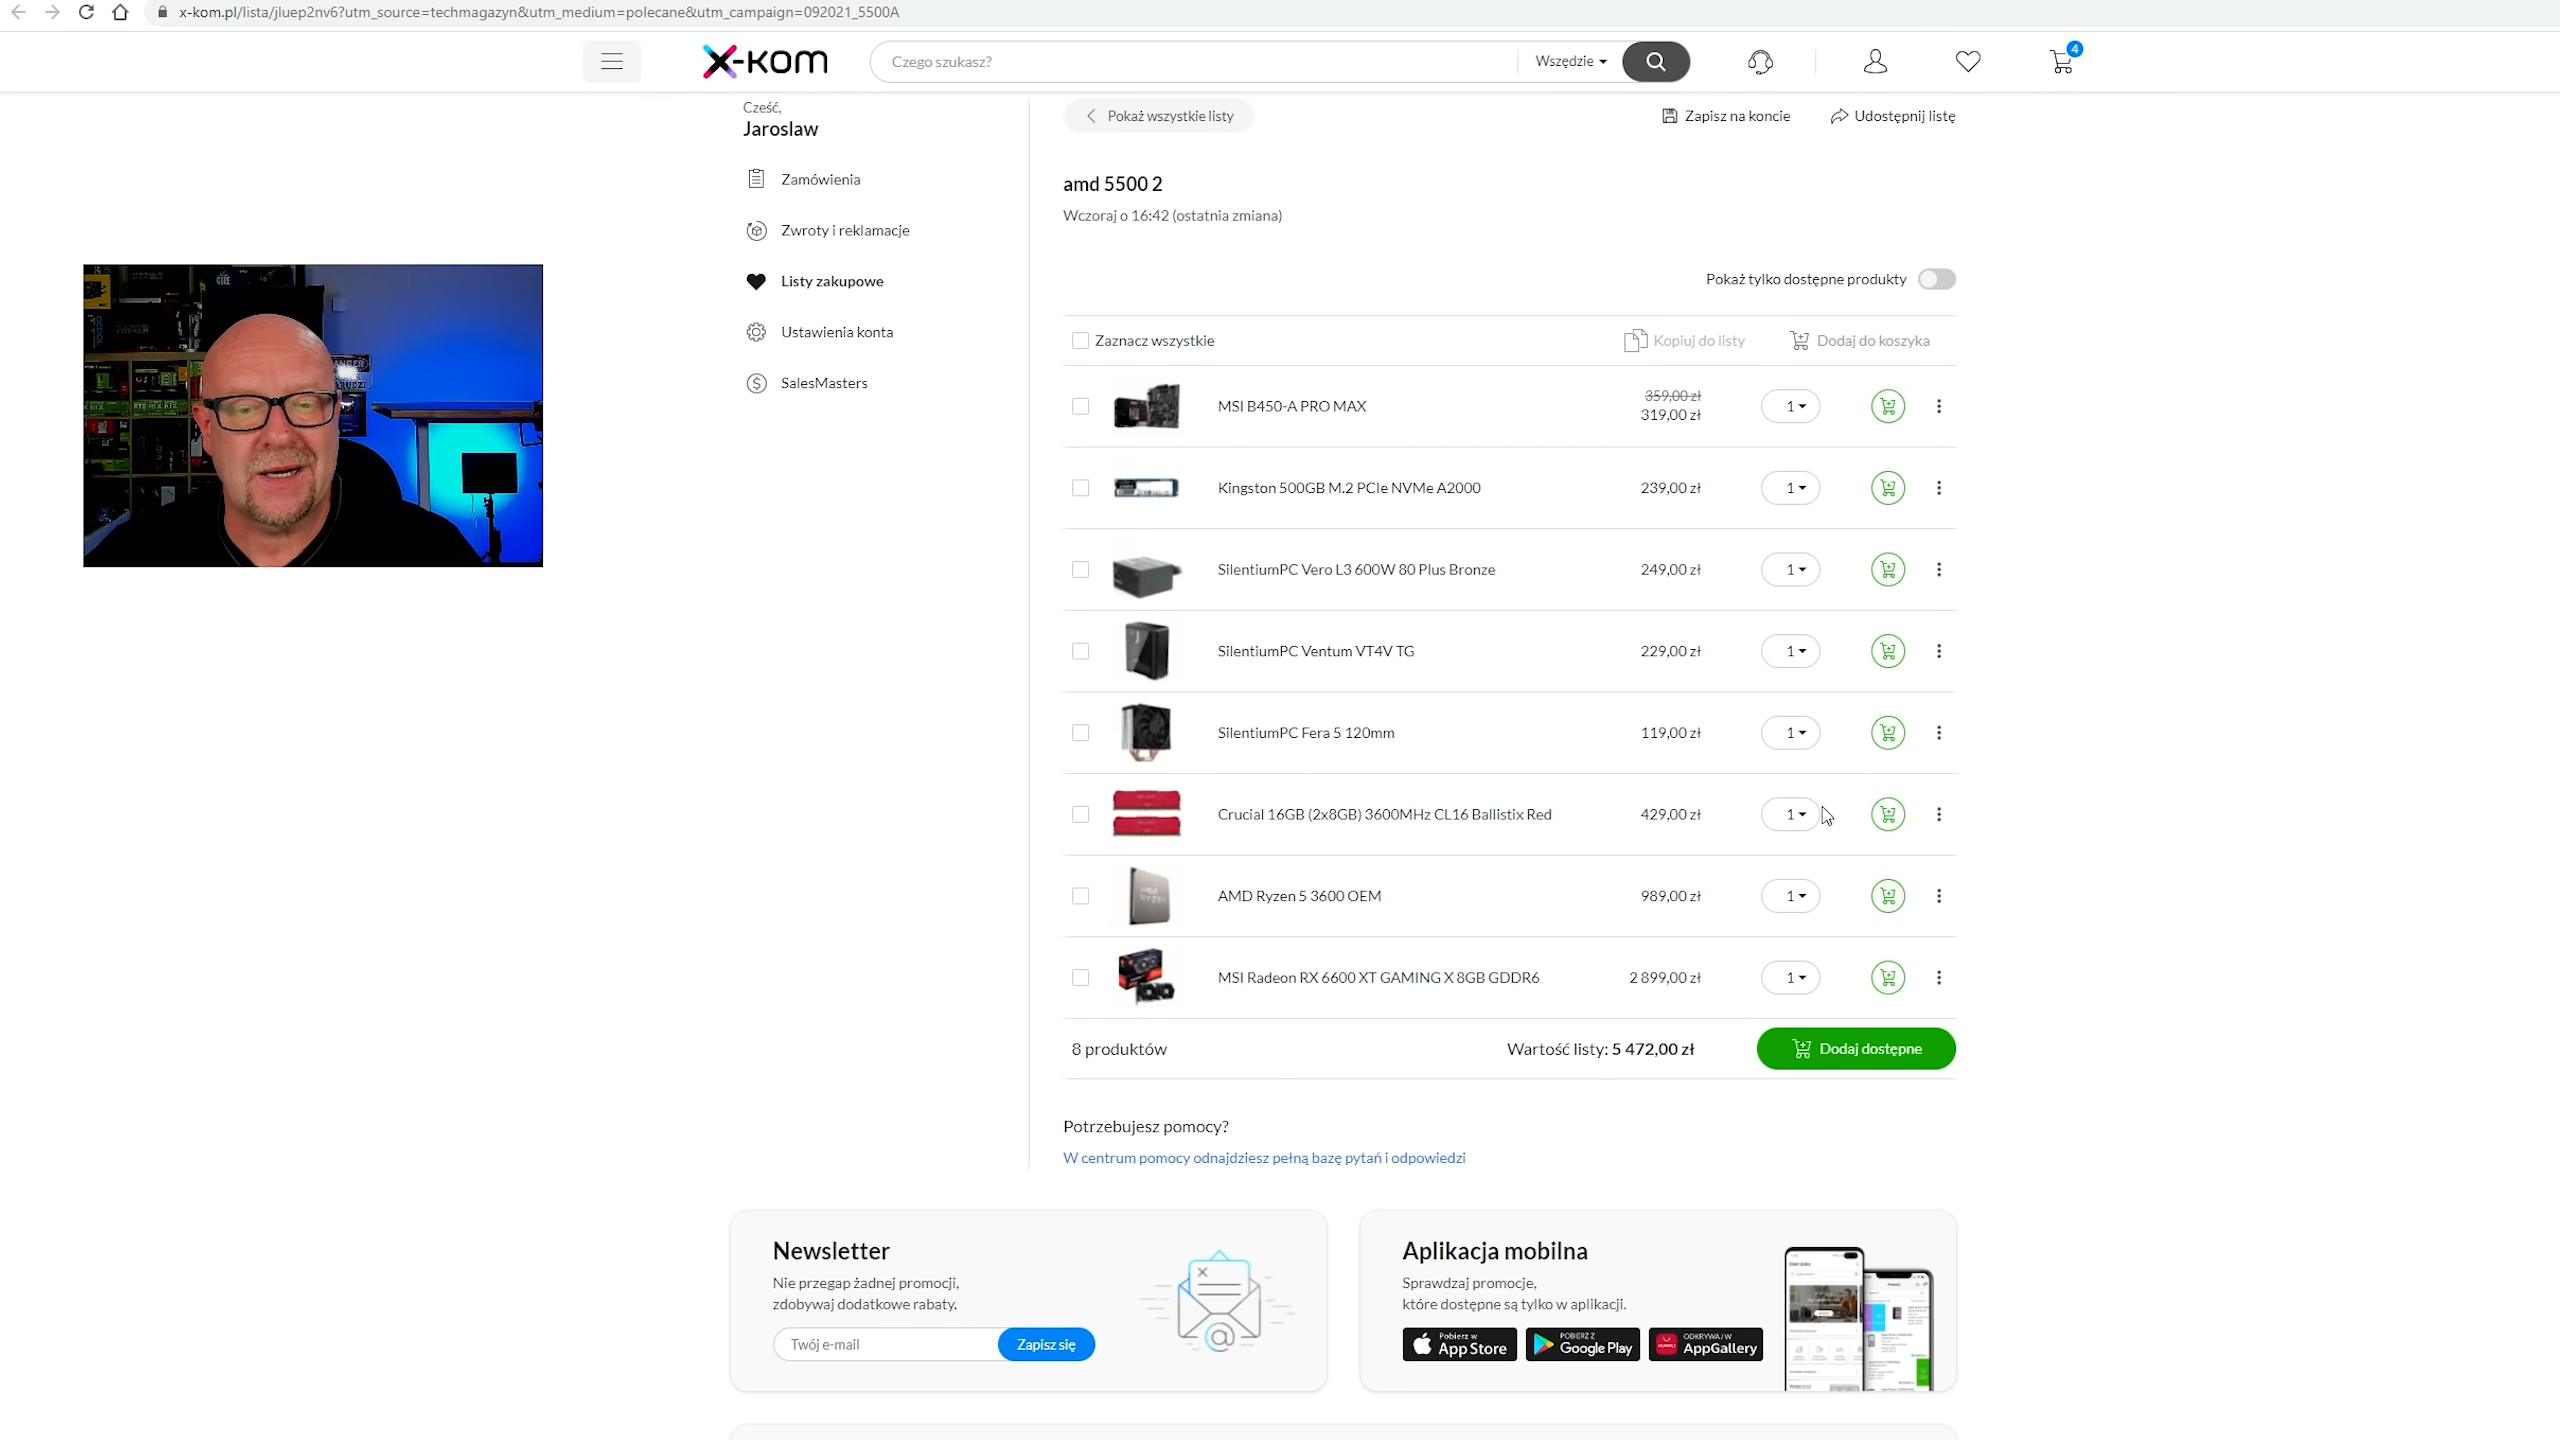 x-kom.pl/lista/jluep2nv6?utm_source=techmagazyn&utm_medium=polecane&utm_campaign=092021_5500A
x-kom
Czego szukasz?
Wszędzie
4
Cześć,
Jaroslaw
Zamówienia
Zwroty i reklamacje
Listy zakupowe
Ustawienia konta
SalesMasters
Pokaż wszystkie listy
Zapisz na koncie
Udostępnij listę
amd 5500 2
Wczoraj o 16:42 (ostatnia zmiana)
Pokaż tylko dostępne produkty
Zaznacz wszystkie
Kopiuj do listy
Dodaj do koszyka
359,00 zł
MSI B450-A PRO MAX 319,00 zł 1
Kingston 500GB M.2 PCIe NVMe A2000 239,00 zł 1
SilentiumPC Vero L3 600W 80 Plus Bronze 249,00 zł 1
SilentiumPC Ventum VT4V TG 229,00 zł 1
SilentiumPC Fera 5 120mm 119,00 zł 1
Crucial 16GB (2x8GB) 3600MHz CL16 Ballistix Red 429,00 zł 1
AMD Ryzen 5 3600 OEM 989,00 zł 1
MSI Radeon RX 6600 XT GAMING X 8GB GDDR6 2 899,00 zł 1
8 produktów
Wartość listy: 5 472,00 zł
Dodaj dostępne
Potrzebujesz pomocy?
W centrum pomocy odnajdziesz pełną bazę pytań i odpowiedzi
Newsletter
Nie przegap żadnej promocji,
zdobywaj dodatkowe rabaty.
Twój e-mail
Zapisz się
Aplikacja mobilna
Sprawdzaj promocje,
które dostępne są tylko w aplikacji.
Pobierz w
App Store
POBIERZ Z
Google Play
ODKRYWAJ W
AppGallery